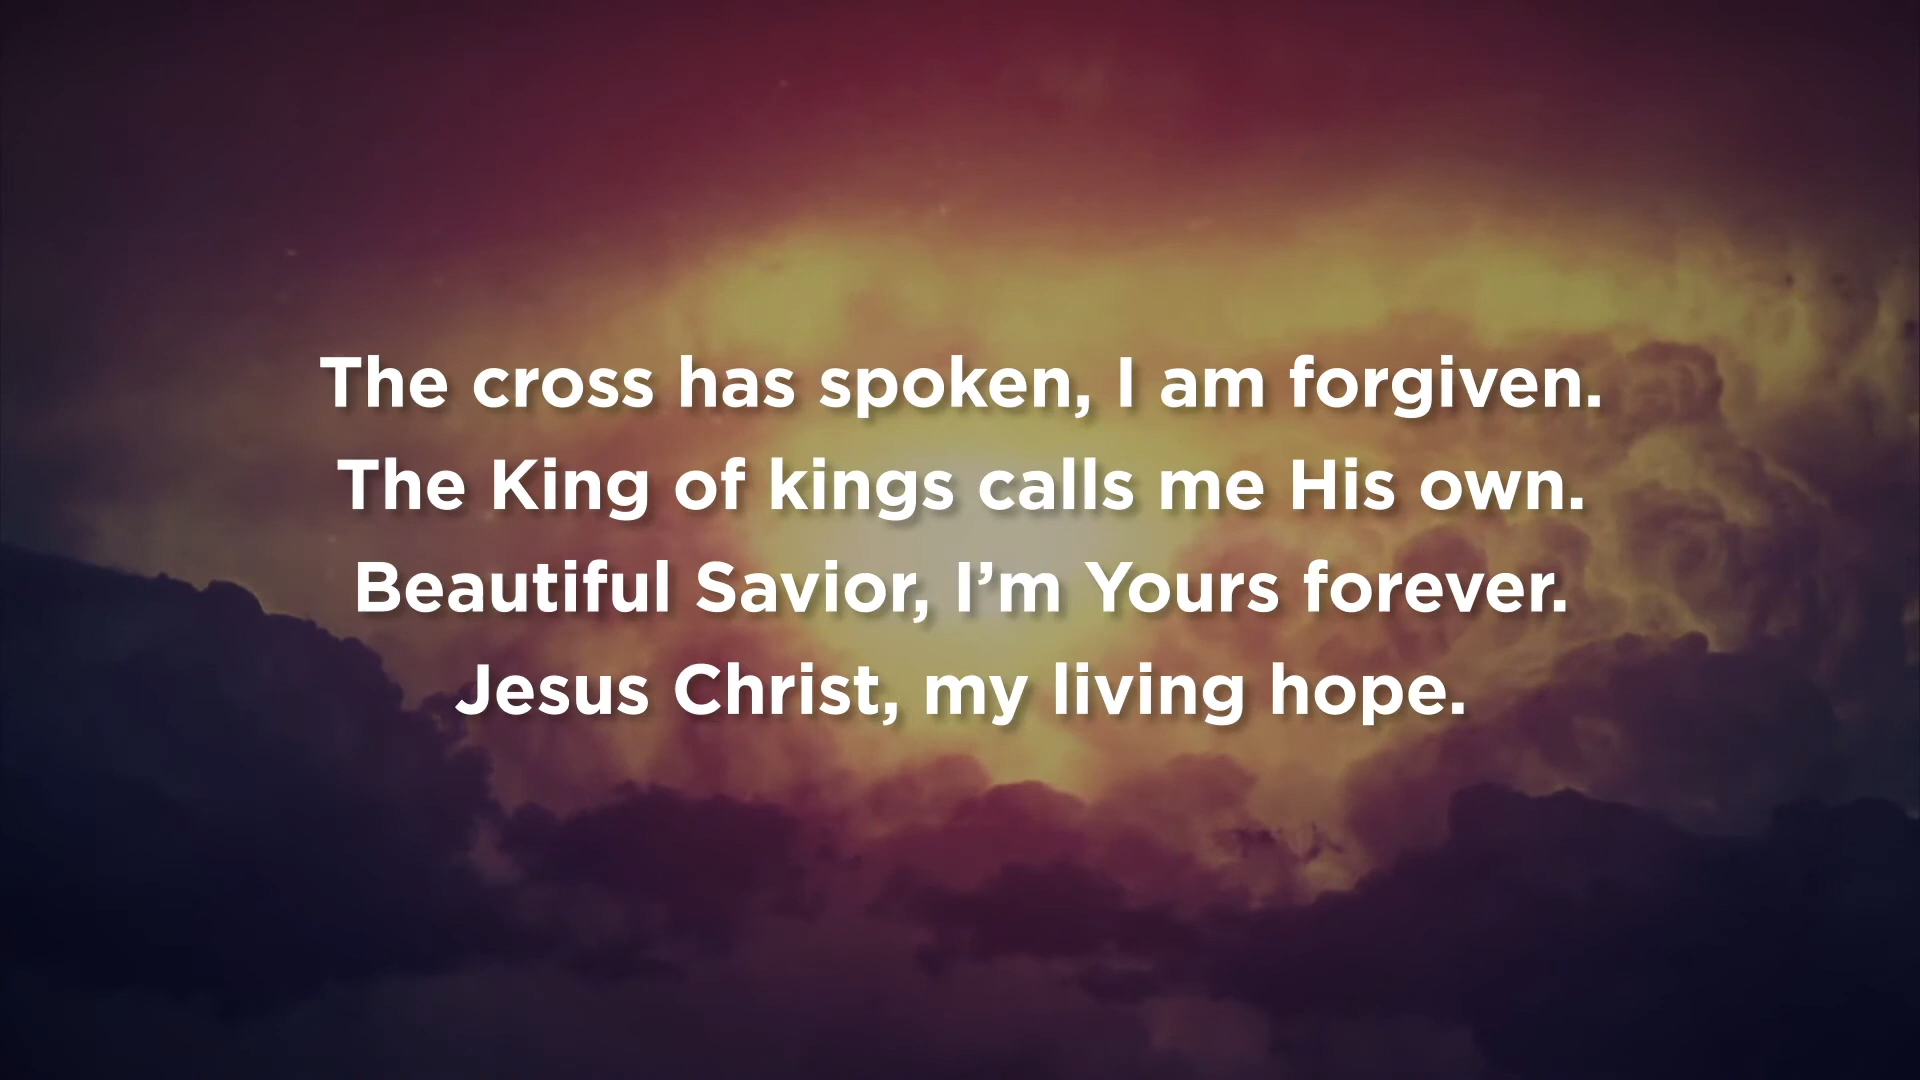 The cross has spoken, I am forgiven.
The King of kings calls me His own.
Beautiful Savior, I’m Yours forever.
Jesus Christ, my living hope.